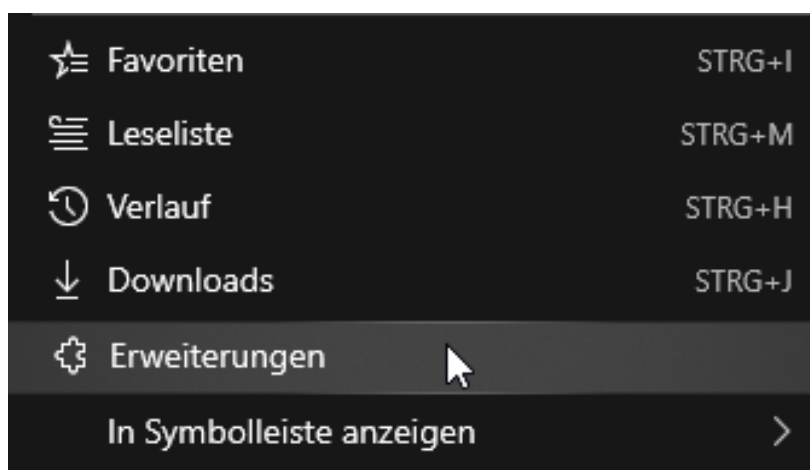 Favoriten STRG+I
Leseliste STRG+M
Verlauf STRG+H
Downloads STRG+J
Erweiterungen
In Symbolleiste anzeigen